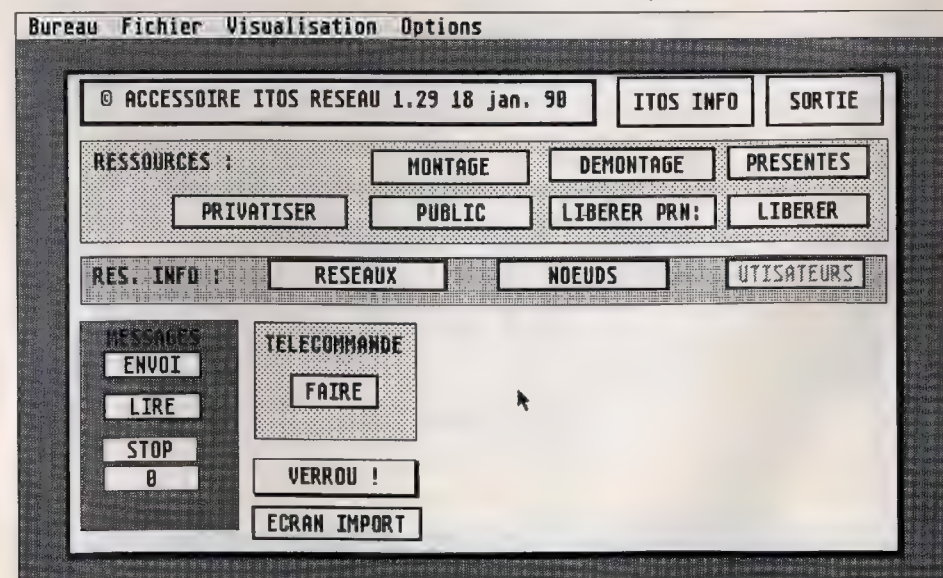 Bureau Fichier Visualisation Options
© ACCESSOIRE ITOS RESEAU 1.29 18 jan. 90
ITOS INFO
SORTIE
RESSOURCES :
MONTAGE
DEMONTAGE
PRESENTES
PRIVATISER
PUBLIC
LIBERER PRN:
LIBERER
RES. INFO :
RESEAUX
NOEUDS
UTISATEURS
MESSAGES
ENVOI
LIRE
STOP
0
TELECOMMANDE
FAIRE
VERROU !
ECRAN IMPORT